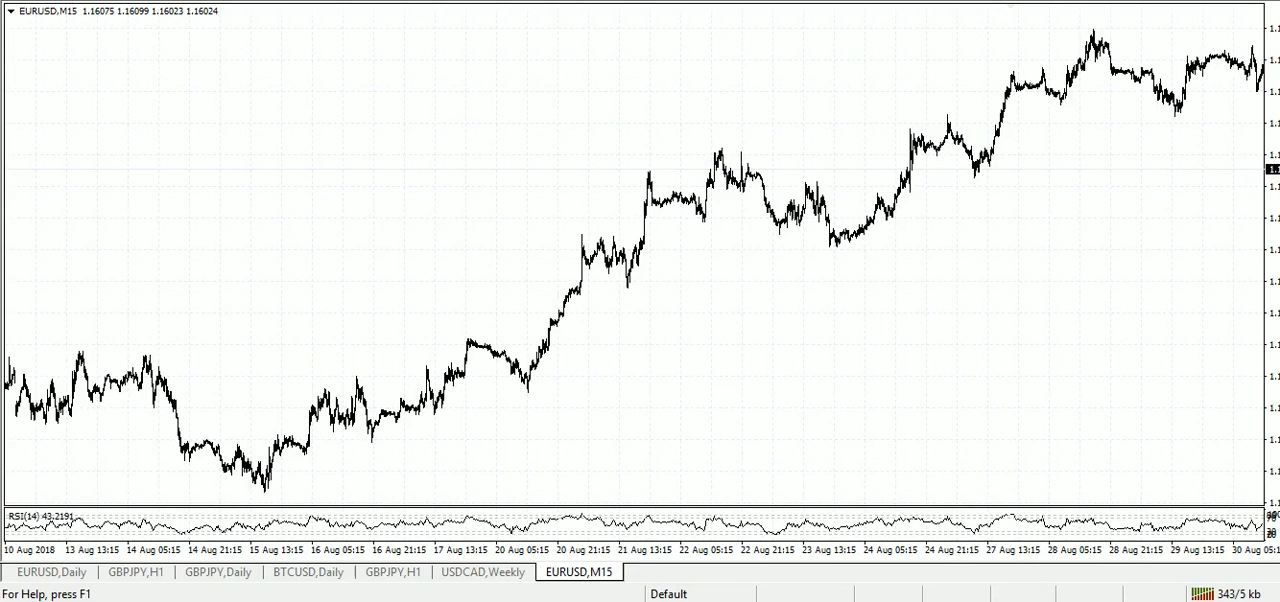 EURUSD,M15 1.16075 1.16099 1.16023 1.16024
RSI(14) 43.2191
10 Aug 2018 13 Aug 13:15 14 Aug 05:15 14 Aug 21:15 15 Aug 13:15 16 Aug 05:15 16 Aug 21:15 17 Aug 13:15 20 Aug 05:15 20 Aug 21:15 21 Aug 13:15 22 Aug 05:15 22 Aug 21:15 23 Aug 13:15 24 Aug 05:15 24 Aug 21:15 27 Aug 13:15 28 Aug 05:15 28 Aug 21:15 29 Aug 13:15 30 Aug
EURUSD,Daily GBPJPY,H1 GBPJPY,Daily BTCUSD,Daily GBPJPY,H1 USDCAD,Weekly EURUSD,M15
For Help, press F1 Default 343/5 kb